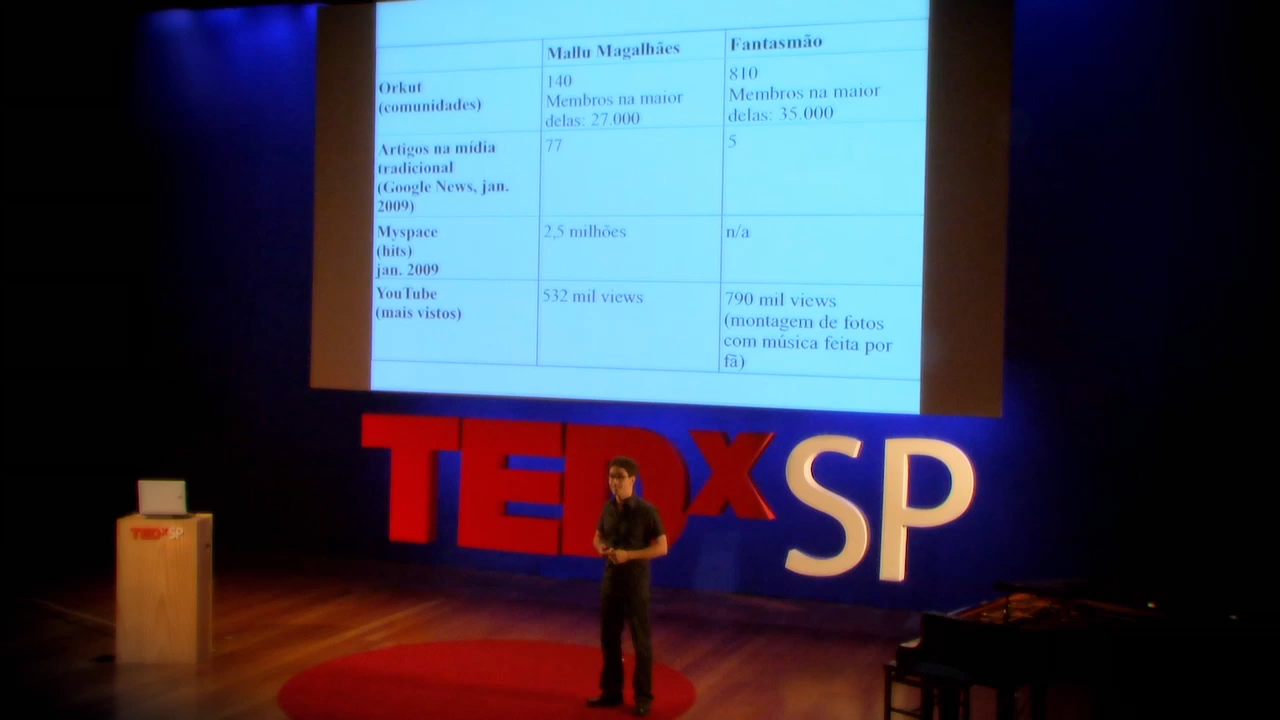 Mallu Magalhães
Fantasmão
Orkut
(comunidades)
140
Membros na maior
delas: 27.000
810
Membros na maior
delas: 35.000
Artigos na mídia
tradicional
(Google News, jan.
2009)
77
5
Myspace
(hits)
jan. 2009
2,5 milhões
n/a
YouTube
(mais vistos)
532 mil views
790 mil views
(montagem de fotos
com música feita por
fã)
TEDxSP
TEDxSP